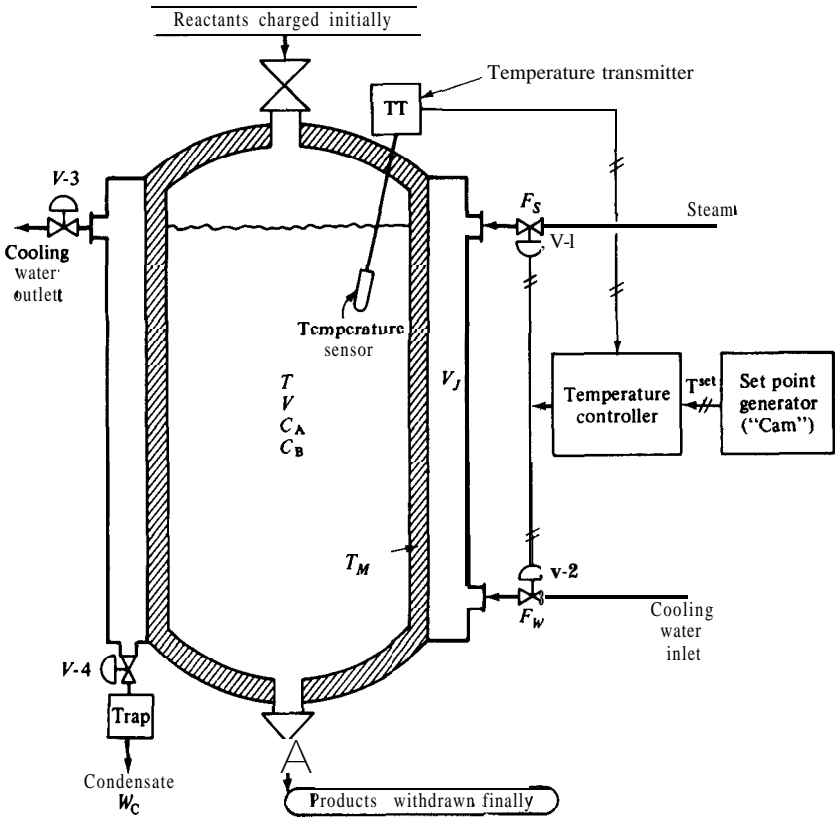 Reactants charged initially
Temperature transmitter
TT
V-3
F_S
Steam
V-1
Cooling
water
outlett
Temperature
sensor
T
V
C_A
C_B
V_J
Temperature
controller
T^set
Set point
generator
("Cam")
T_M
v-2
F_W
Cooling
water
inlet
V-4
Trap
Condensate
W_C
Products withdrawn finally